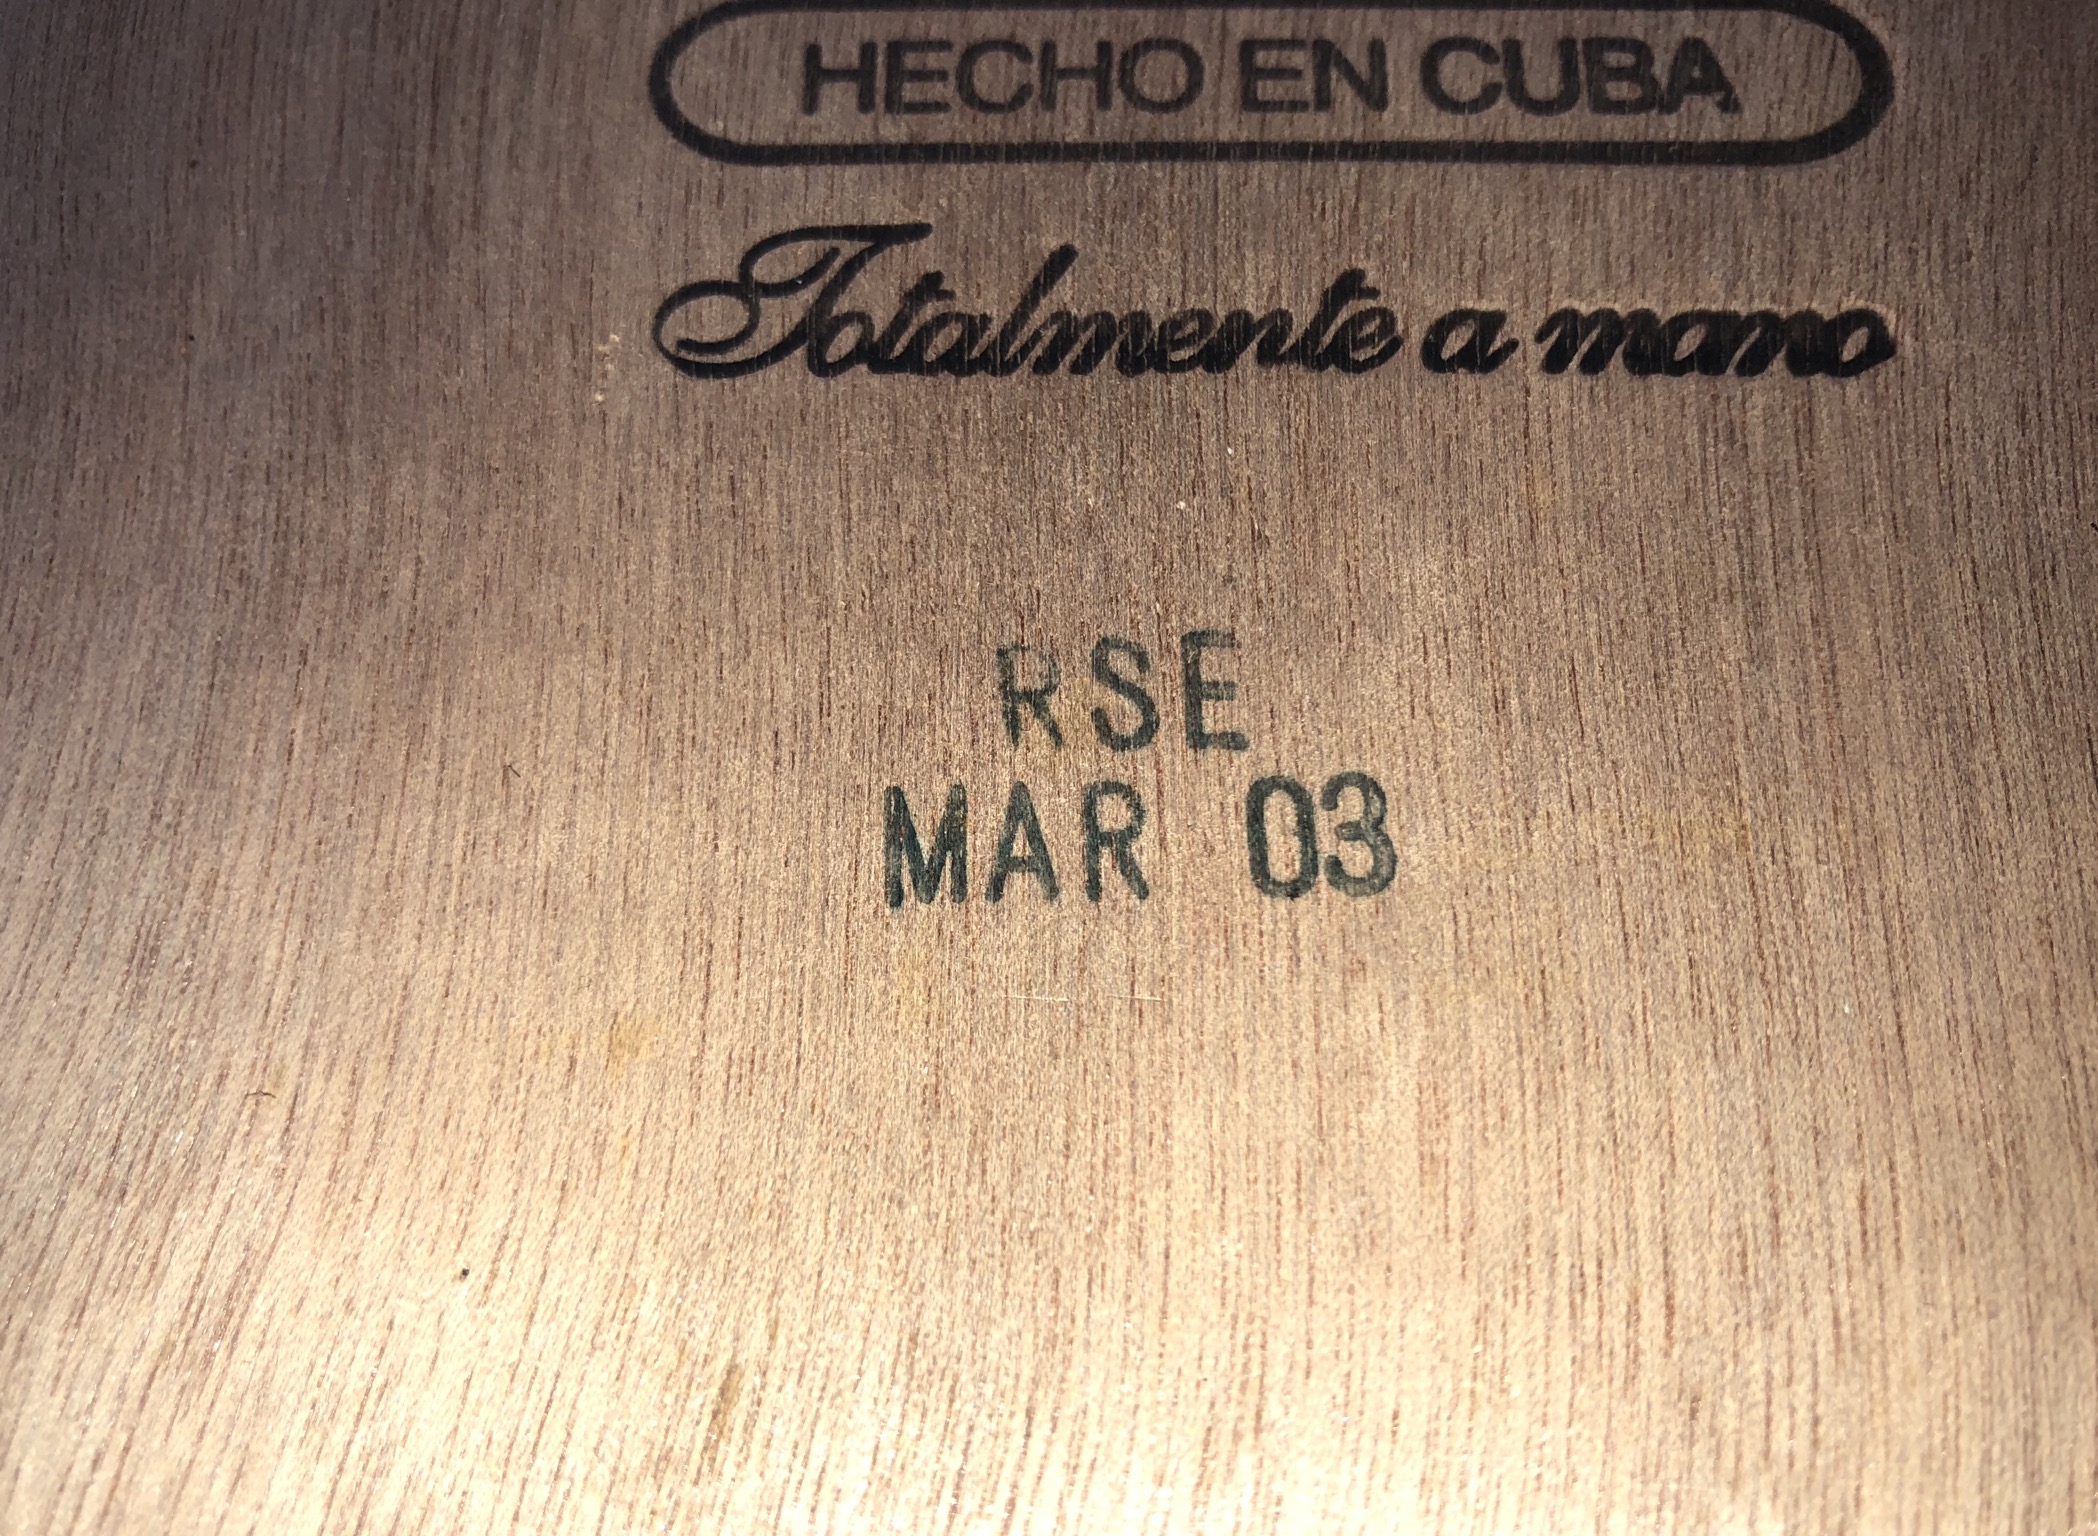 HECHO EN CUBA
Totalmente a mano
RSE
MAR 03